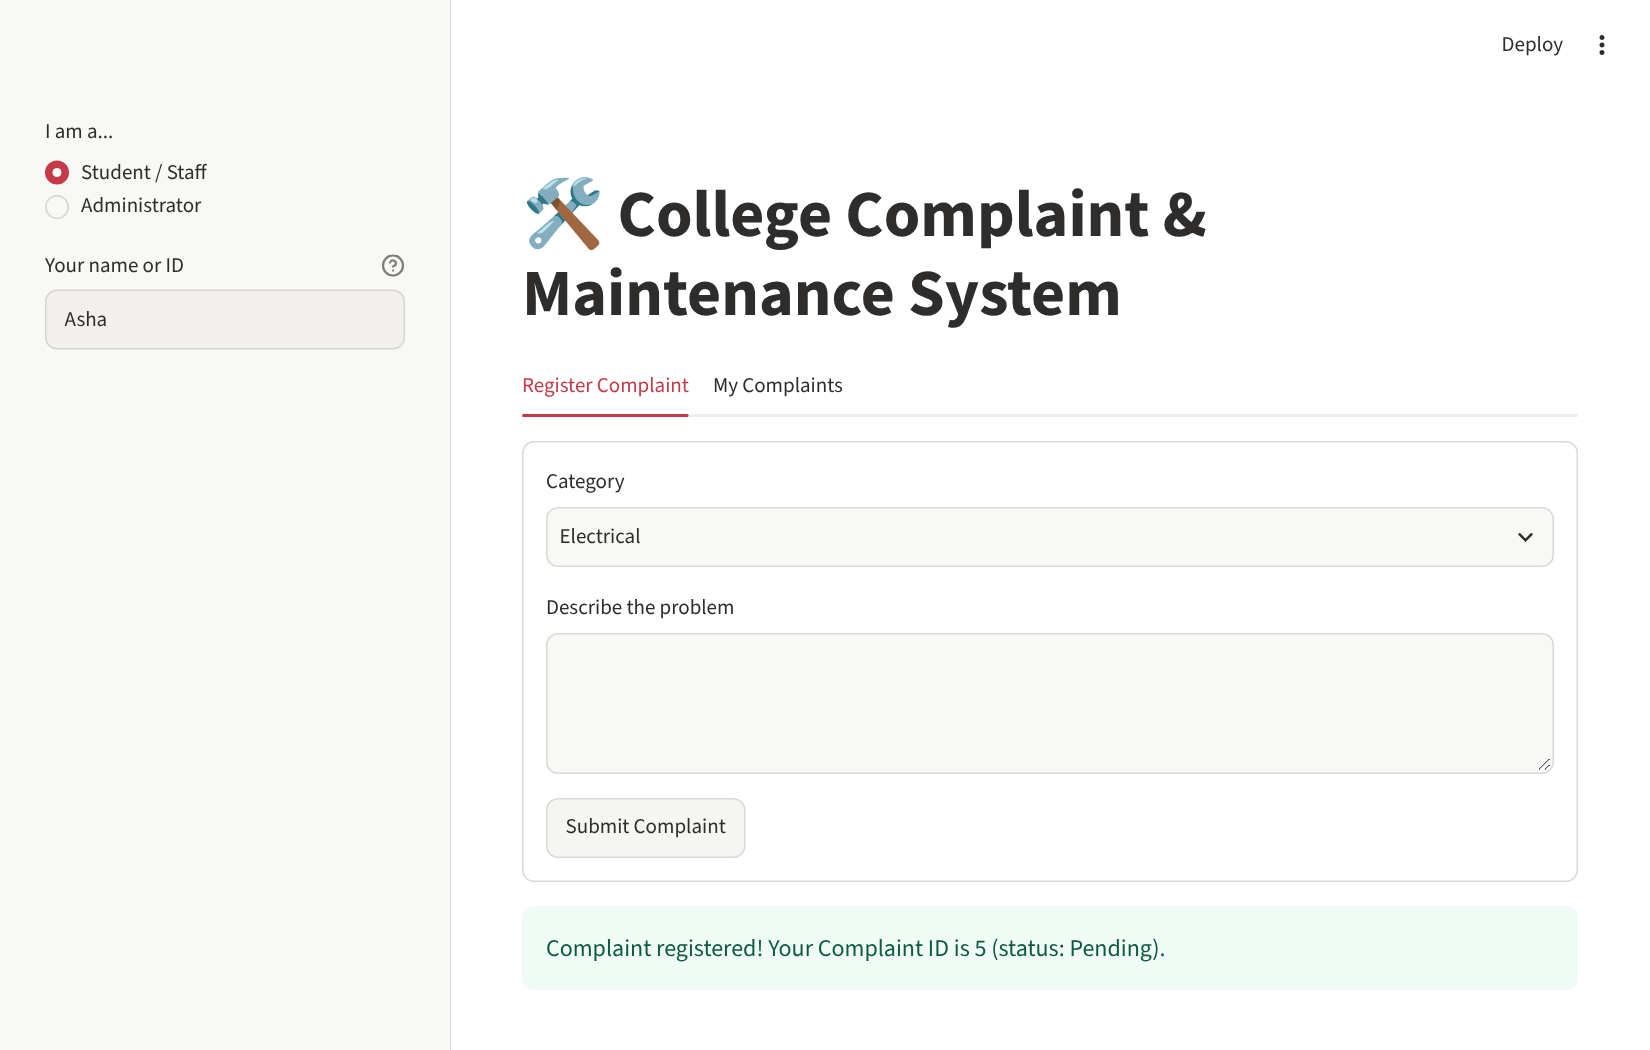 Deploy
I am a...
Student / Staff
Administrator
Your name or ID
Asha
College Complaint &
Maintenance System
Register Complaint
My Complaints
Category
Electrical
Describe the problem
Submit Complaint
Complaint registered! Your Complaint ID is 5 (status: Pending).